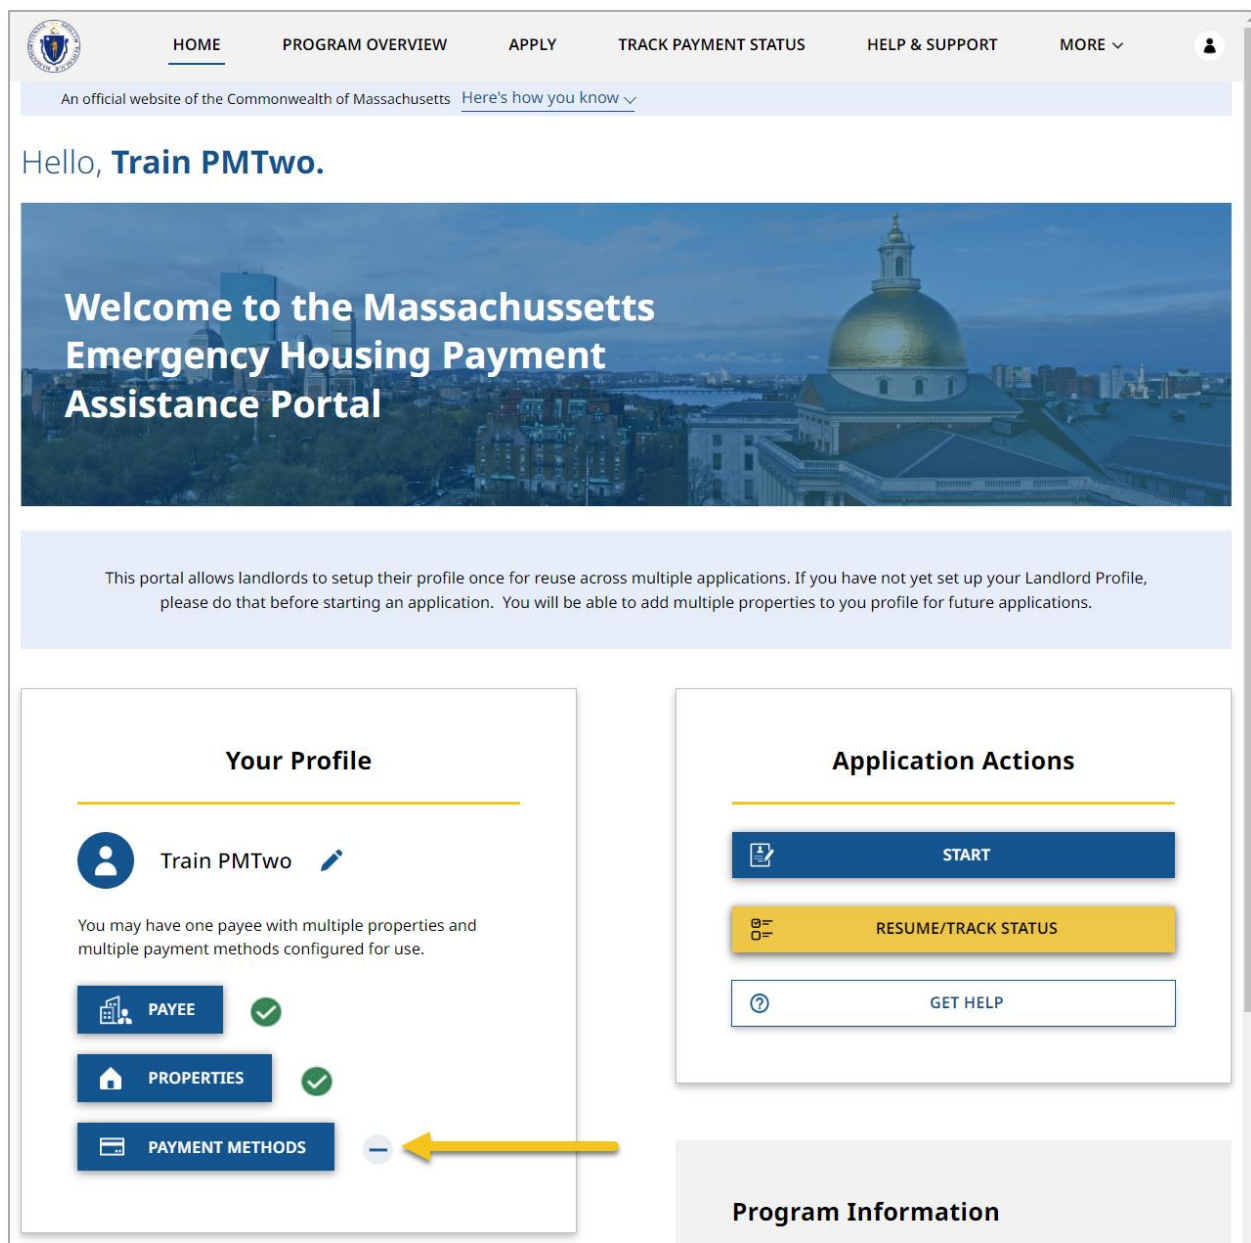 HOME PROGRAM OVERVIEW APPLY TRACK PAYMENT STATUS HELP & SUPPORT MORE
An official website of the Commonwealth of Massachusetts Here's how you know
Hello, Train PMTwo.
Welcome to the Massachussetts
Emergency Housing Payment
Assistance Portal
This portal allows landlords to setup their profile once for reuse across multiple applications. If you have not yet set up your Landlord Profile,
please do that before starting an application. You will be able to add multiple properties to you profile for future applications.
Your Profile
Train PMTwo
You may have one payee with multiple properties and
multiple payment methods configured for use.
PAYEE
PROPERTIES
PAYMENT METHODS
Application Actions
START
RESUME/TRACK STATUS
GET HELP
Program Information